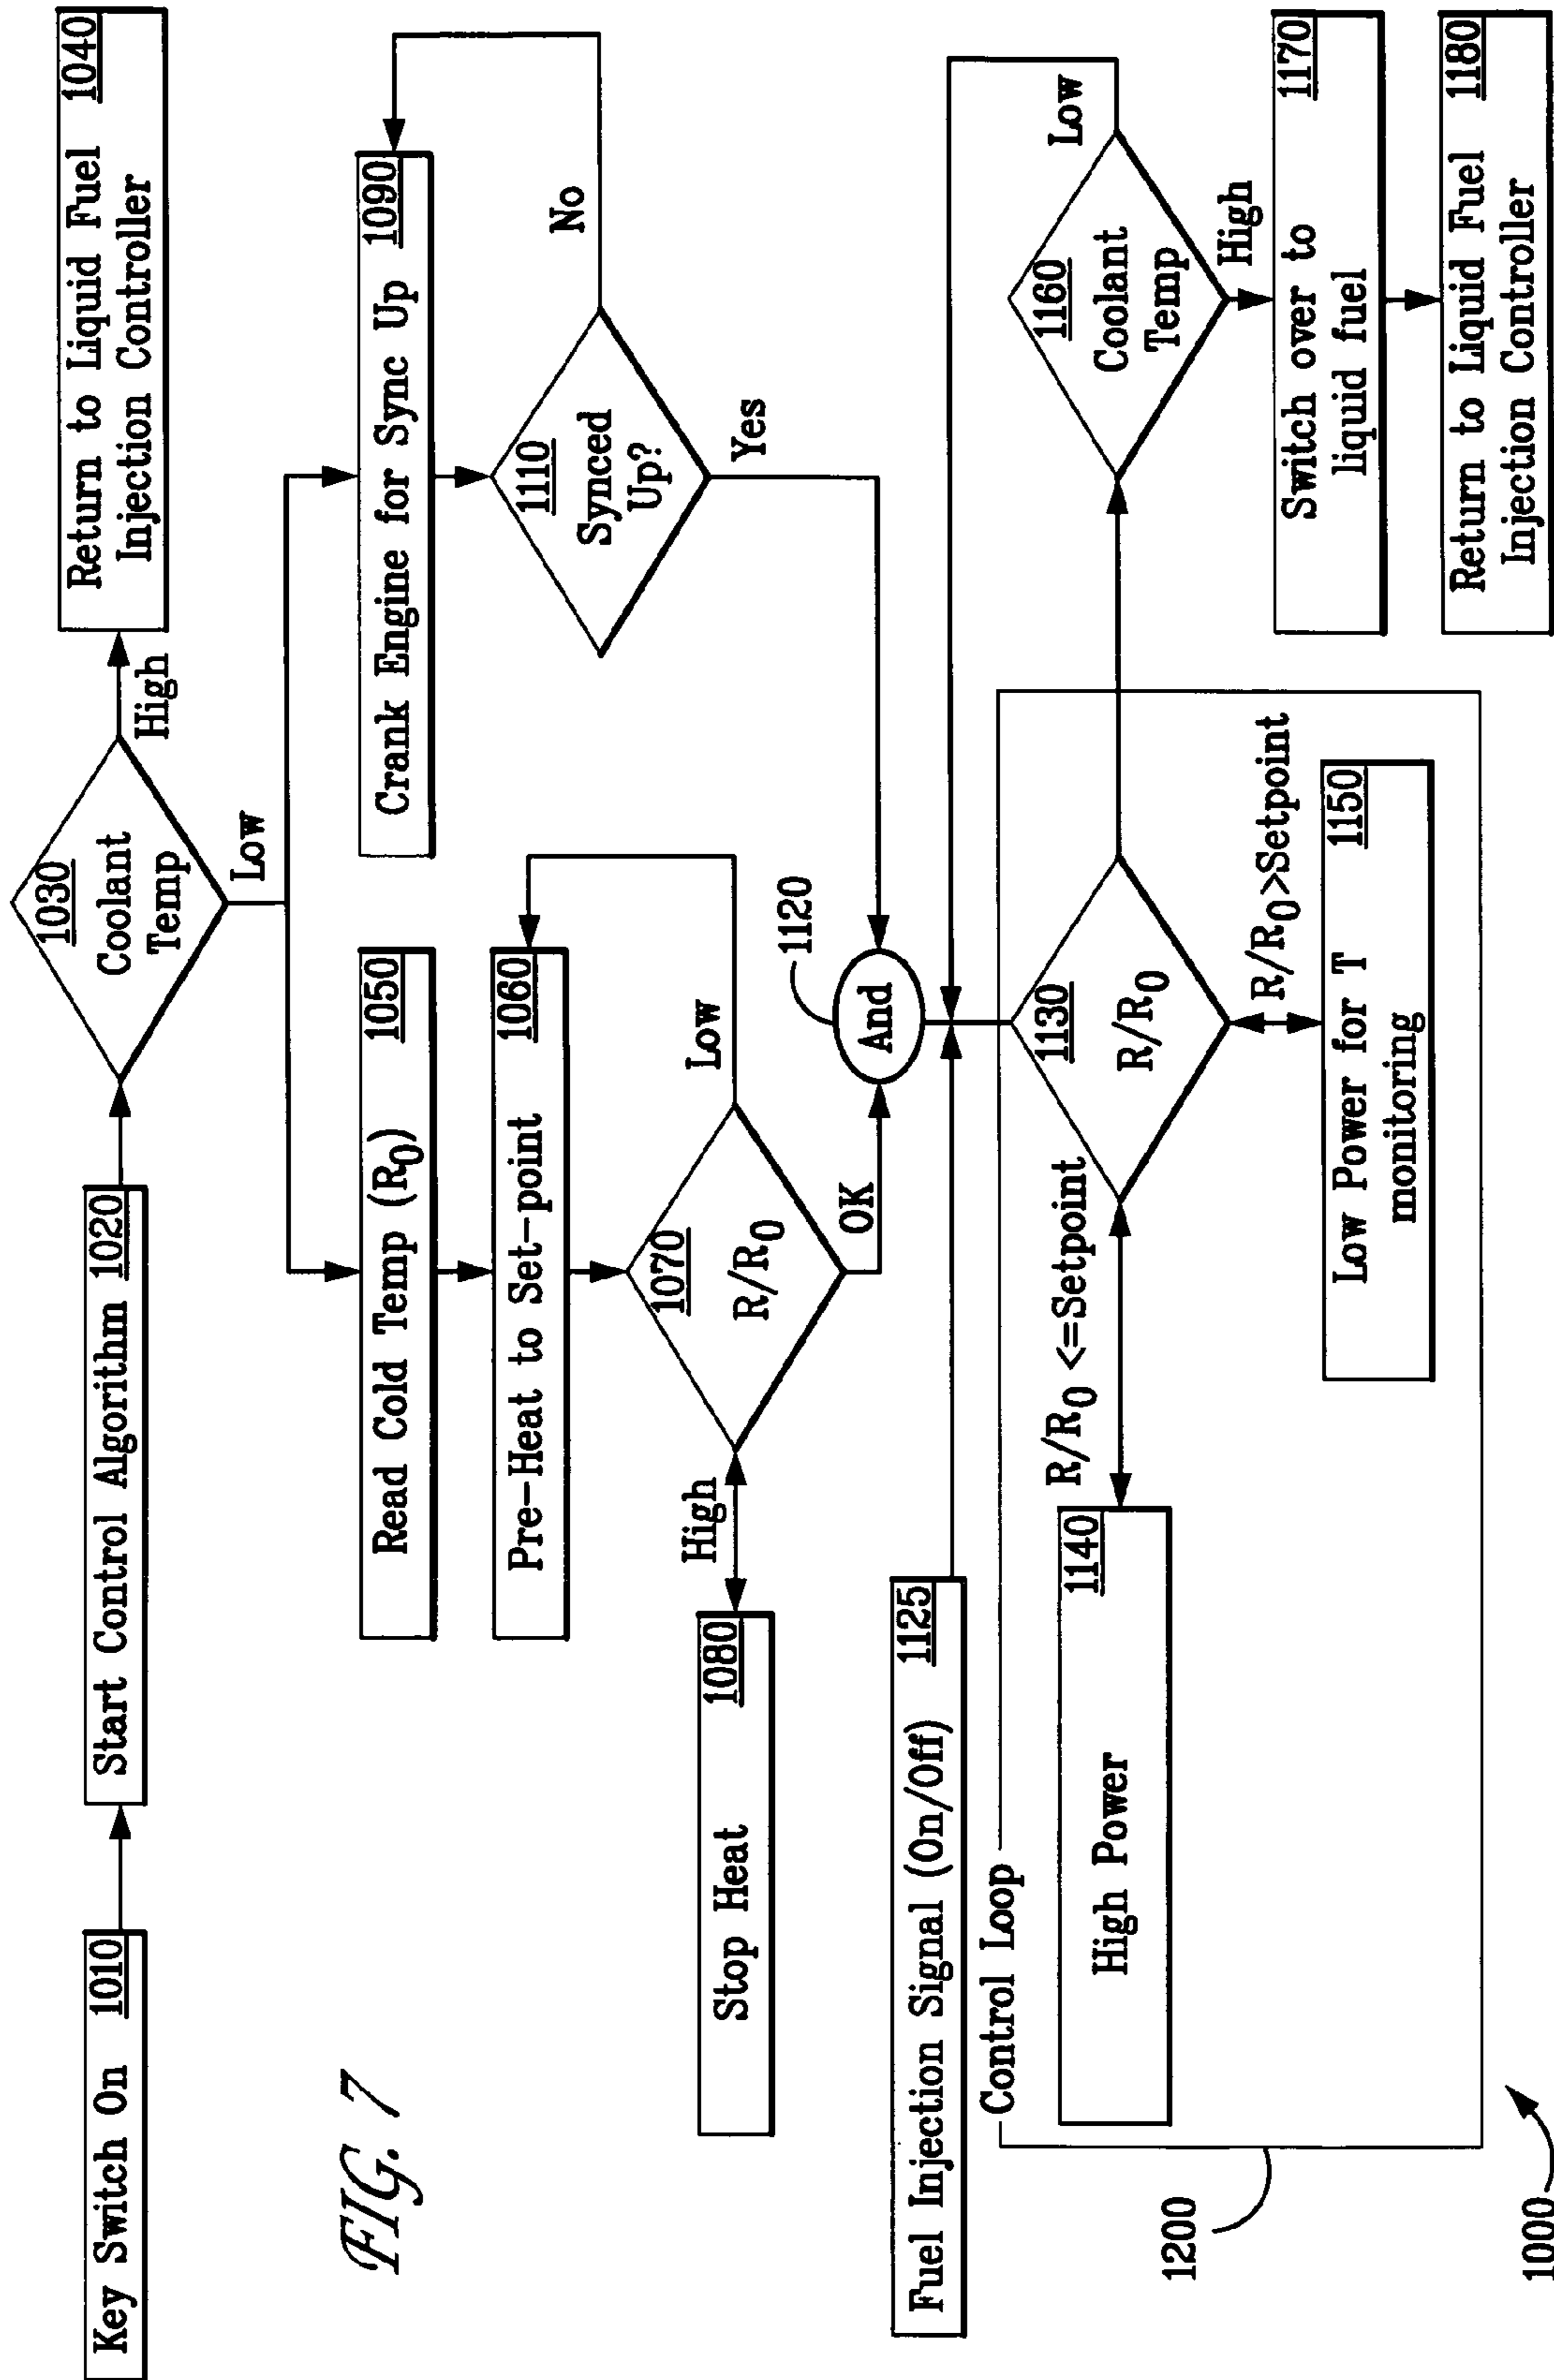 Key Switch On 1010
Start Control Algorithm 1020
1030
Coolant
Temp
High
Return to Liquid Fuel 1040
Injection Controller
Low
Read Cold Temp (R0) 1050
Crank Engine for Sync Up 1090
Pre-Heat to Set-point 1060
1110
Synced
Up?
No
Yes
FIG. 7
Stop Heat 1080
High
1070
R/R0
Low
OK
1120
And
Fuel Injection Signal (On/Off) 1125
Control Loop
High Power 1140
R/R0 <=Setpoint
1130
R/R0
R/R0>Setpoint
Low Power for T 1150
monitoring
1160
Coolant
Temp
Low
High
Switch over to 1170
liquid fuel
Return to Liquid Fuel 1180
Injection Controller
1200
1000